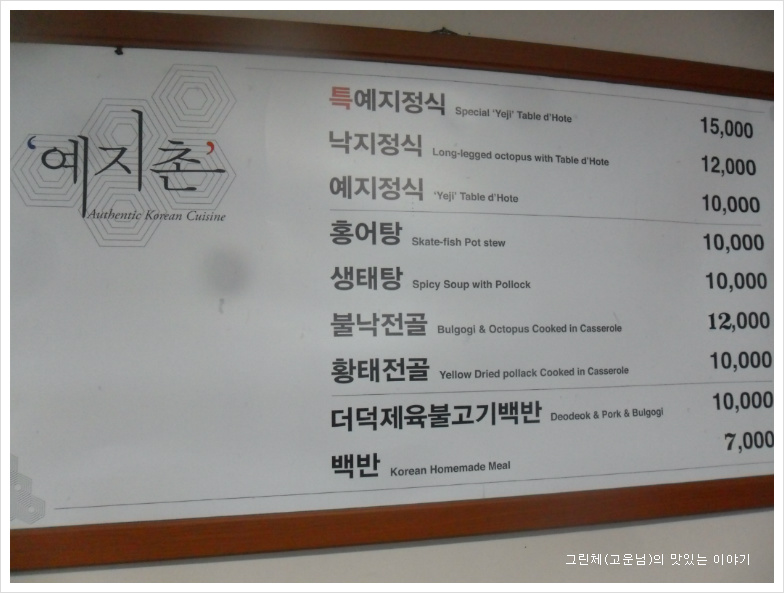 ‘예지촌’
Authentic Korean Cuisine
특예지정식 Special ‘Yeji’ Table d’Hote 15,000
낙지정식 Long-legged octopus with Table d’Hote 12,000
예지정식 ‘Yeji’ Table d’Hote 10,000
홍어탕 Skate-fish Pot stew 10,000
생태탕 Spicy Soup with Pollock 10,000
불낙전골 Bulgogi & Octopus Cooked in Casserole 12,000
황태전골 Yellow Dried pollack Cooked in Casserole 10,000
더덕제육불고기백반 Deodeok & Pork & Bulgogi 10,000
백반 Korean Homemade Meal 7,000
그린체(고운님)의 맛있는 이야기